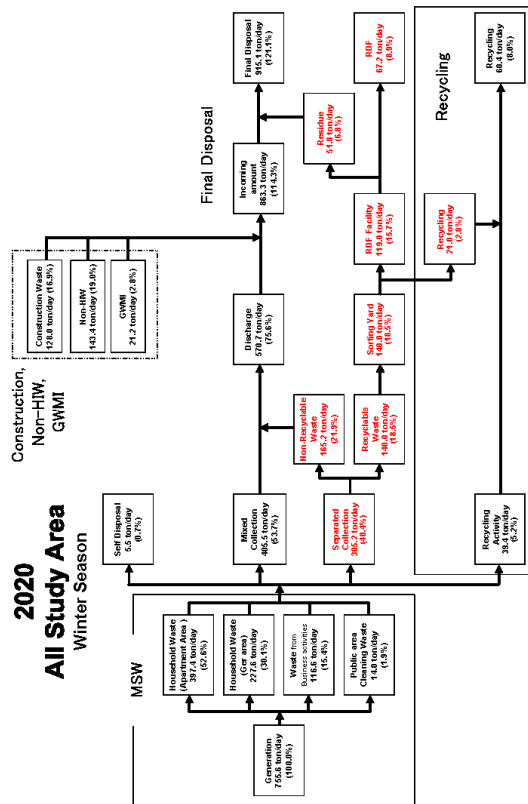 2020
All Study Area
Winter Season
MSW
Generation
755.6 ton/day
(100.0%)
Household Waste
(Apartment Area)
397.4 ton/day
(52.6%)
Household Waste
(Ger area)
227.6 ton/day
(30.1%)
Waste from
Business activities
116.6 ton/day
(15.4%)
Public area
Cleaning Waste
14.0 ton/day
(1.9%)
Self Disposal
5.5 ton/day
(0.7%)
Mixed
Collection
405.5 ton/day
(53.7%)
Separated
Collection
305.2 ton/day
(40.4%)
Recycling
Activity
39.4 ton/day
(5.2%)
Non-Recyclable
Waste
165.2 ton/day
(21.9%)
Recyclable
Waste
140.0 ton/day
(18.5%)
Construction,
Non-HIW,
GWMI
Construction Waste
128.0 ton/day (16.9%)
Non-HIW
143.4 ton/day (19.0%)
GWMI
21.2 ton/day (2.8%)
Discharge
570.7 ton/day
(75.6%)
Sorting Yard
140.0 ton/day
(18.5%)
Final Disposal
Incoming
amount
863.3 ton/day
(114.3%)
RDF Facility
119.0 ton/day
(15.7%)
Recycling
21.0 ton/day
(2.8%)
Residue
51.8 ton/day
(6.8%)
Final Disposal
915.1 ton/day
(121.1%)
RDF
67.2 ton/day
(8.9%)
Recycling
Recycling
60.4 ton/day
(8.0%)